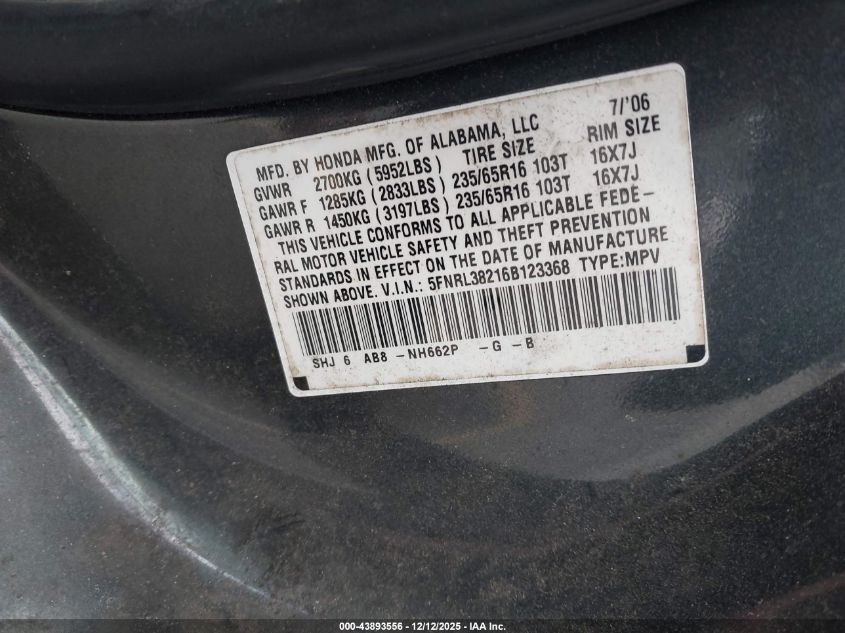 7/'06
MFD. BY HONDA MFG. OF ALABAMA, LLC
TIRE SIZE RIM SIZE
GVWR 2700KG (5952LBS)
GAWR F 1285KG (2833LBS) 235/65R16 103T 16X7J
GAWR R 1450KG (3197LBS) 235/65R16 103T 16X7J
THIS VEHICLE CONFORMS TO ALL APPLICABLE FEDE-
RAL MOTOR VEHICLE SAFETY AND THEFT PREVENTION
STANDARDS IN EFFECT ON THE DATE OF MANUFACTURE
SHOWN ABOVE. V.I.N.: 5FNRL38216B123368 TYPE:MPV
SHJ 6 AB8 -NH662P -G -B
000-43893556 - 12/12/2025 - IAA Inc.